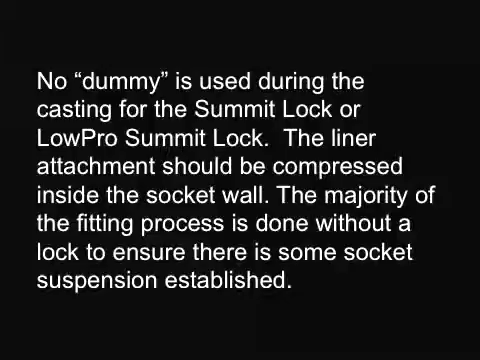 No “dummy” is used during the
casting for the Summit Lock or
LowPro Summit Lock.  The liner
attachment should be compressed
inside the socket wall. The majority of
the fitting process is done without a
lock to ensure there is some socket
suspension established.